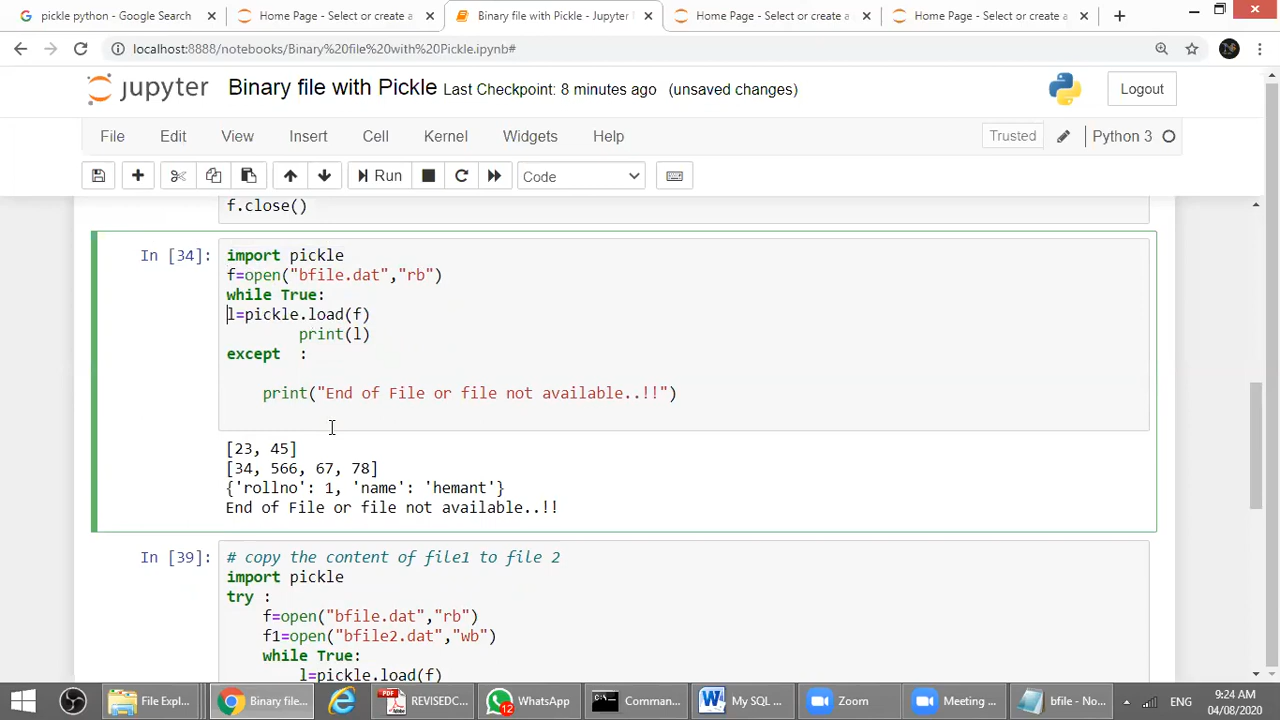 pickle python - Google Search
Home Page - Select or create a
Binary file with Pickle - Jupyter
Home Page - Select or create a
Home Page - Select or create a
localhost:8888/notebooks/Binary%20file%20with%20Pickle.ipynb#
jupyter
Binary file with Pickle
Last Checkpoint: 8 minutes ago
(unsaved changes)
Logout
File
Edit
View
Insert
Cell
Kernel
Widgets
Help
Trusted
Python 3
Run
Code
f.close()
In [34]:
import pickle
f=open("bfile.dat","rb")
while True:
l=pickle.load(f)
print(l)
except :
print("End of File or file not available..!!")
[23, 45]
[34, 566, 67, 78]
{'rollno': 1, 'name': 'hemant'}
End of File or file not available..!!
In [39]:
# copy the content of file1 to file 2
import pickle
try :
f=open("bfile.dat","rb")
f1=open("bfile2.dat","wb")
while True:
l=pickle.load(f)
File Expl...
Binary file...
REVISEDC...
12
WhatsApp
Comman...
My SQL ...
Zoom
Meeting ...
bfile - No...
ENG
9:24 AM
04/08/2020